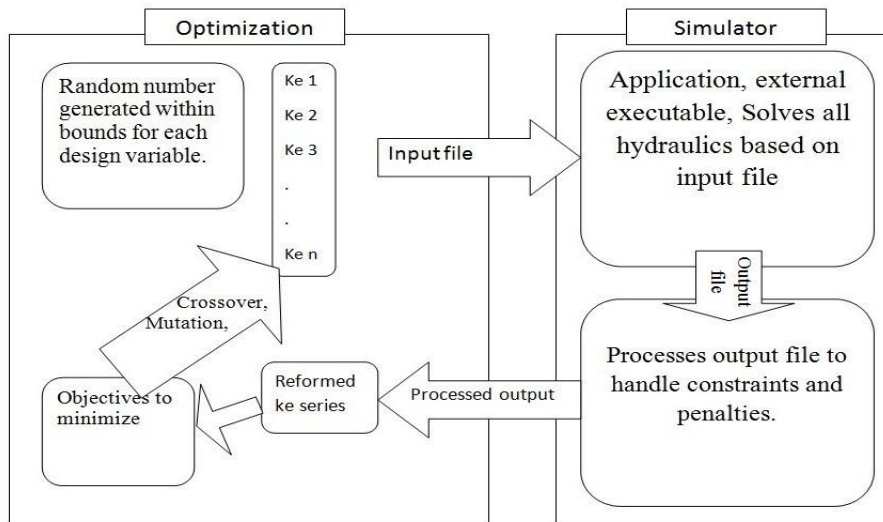 Optimization
Simulator
Random number
generated within
bounds for each
design variable.
Ke 1
Ke 2
Ke 3
.
.
Ke n
Input file
Application, external
executable, Solves all
hydraulics based on
input file
Output
file
Crossover,
Mutation,
Processes output file to
handle constraints and
penalties.
Processed output
Reformed
ke series
Objectives to
minimize